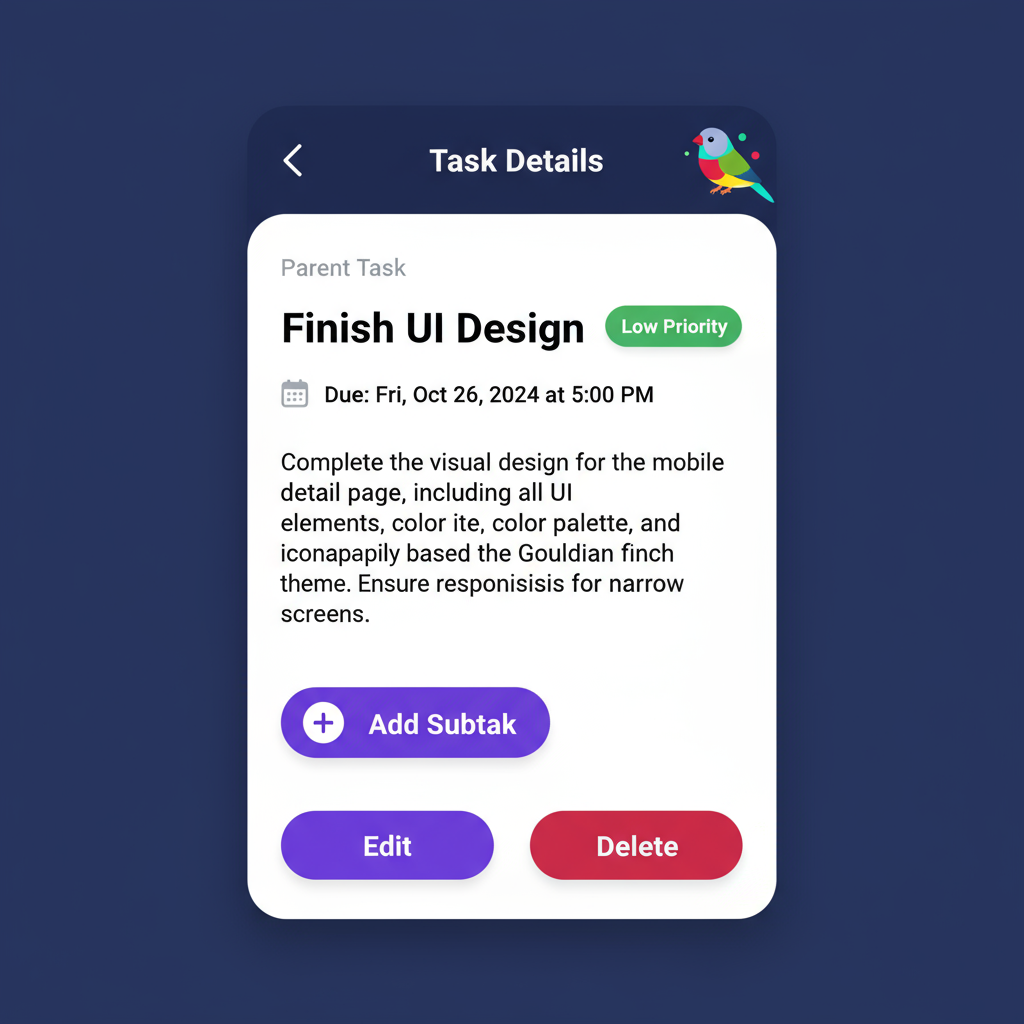 Task Details
Parent Task
Finish UI Design
Low Priority
Due: Fri, Oct 26, 2024 at 5:00 PM
Complete the visual design for the mobile
detail page, including all UI
elements, color ite, color palette, and
iconapapily based the Gouldian finch
theme. Ensure responisisis for narrow
screens.
Add Subtak
Edit
Delete